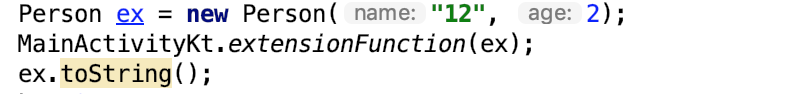 Person ex = new Person( name: "12", age: 2);
MainActivityKt.extensionFunction(ex);
ex.toString();